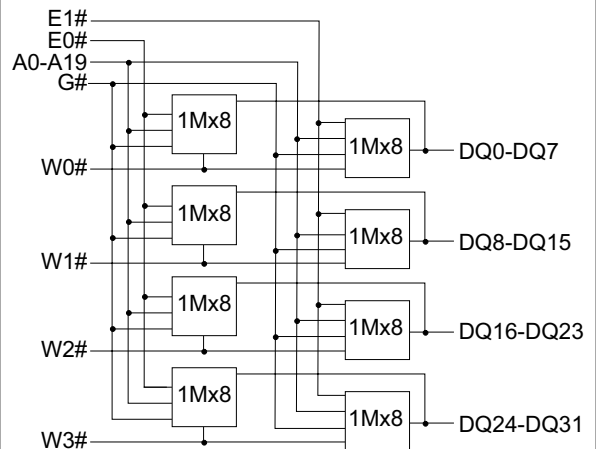 E1#
E0#
A0-A19
G#
1Mx8
1Mx8
DQ0-DQ7
W0#
1Mx8
1Mx8
DQ8-DQ15
W1#
1Mx8
1Mx8
DQ16-DQ23
W2#
1Mx8
1Mx8
DQ24-DQ31
W3#